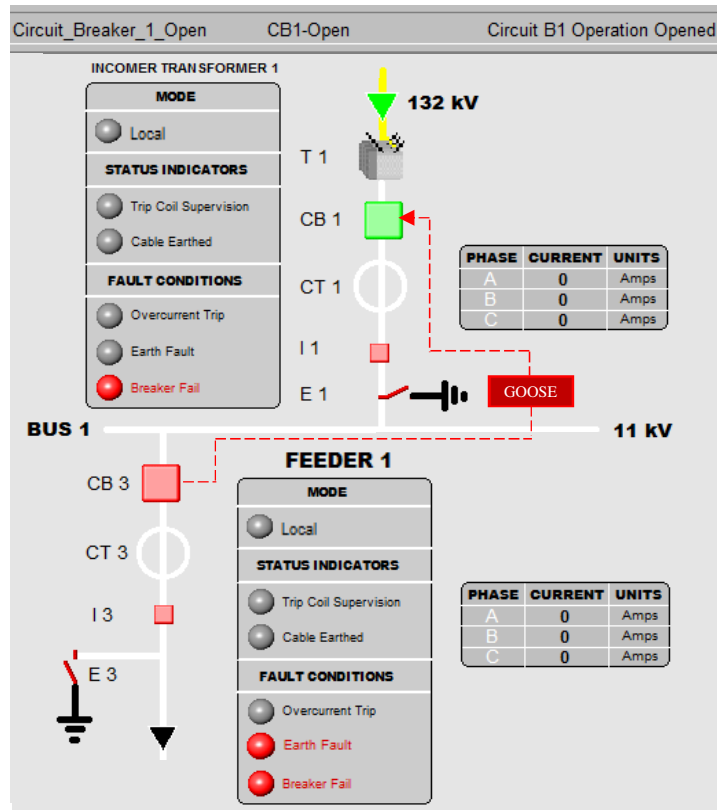 Circuit_Breaker_1_Open CB1-Open Circuit B1 Operation Opened
INCOMER TRANSFORMER 1
MODE
Local
STATUS INDICATORS
Trip Coil Supervision
Cable Earthed
FAULT CONDITIONS
Overcurrent Trip
Earth Fault
Breaker Fail
132 kV
T 1
CB 1
CT 1
I 1
E 1
PHASE CURRENT UNITS
A 0 Amps
B 0 Amps
C 0 Amps
GOOSE
BUS 1
11 kV
CB 3
CT 3
I 3
E 3
FEEDER 1
MODE
Local
STATUS INDICATORS
Trip Coil Supervision
Cable Earthed
FAULT CONDITIONS
Overcurrent Trip
Earth Fault
Breaker Fail
PHASE CURRENT UNITS
A 0 Amps
B 0 Amps
C 0 Amps